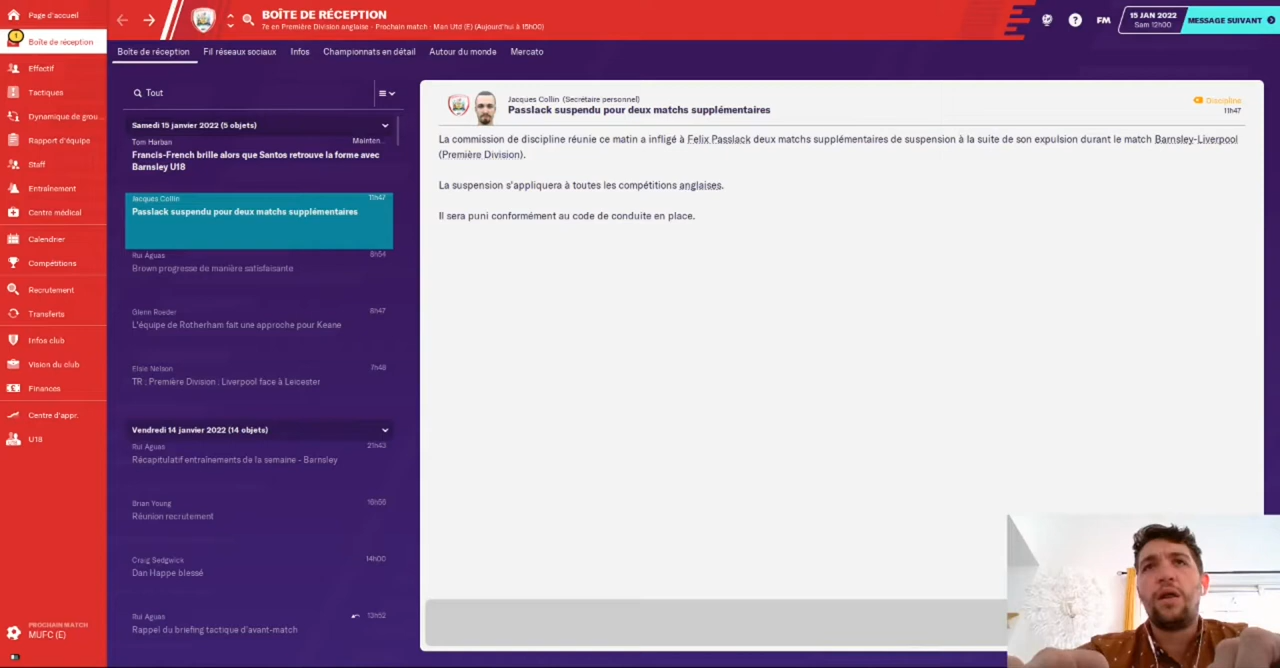 Page d'accueil
1
Boîte de réception
Effectif
Tactiques
Dynamique de grou...
Rapport d'équipe
Staff
Entraînement
Centre médical
Calendrier
Compétitions
Recrutement
Transferts
Infos club
Vision du club
Finances
Centre d'appr.
U18
PROCHAIN MATCH
MUFC (E)
BOÎTE DE RÉCEPTION
7e en Première Division anglaise - Prochain match : Man Utd (E) (Aujourd'hui à 15h00)
?
FM
15 JAN 2022
Sam 12h00
MESSAGE SUIVANT
Boîte de réception
Fil réseaux sociaux
Infos
Championnats en détail
Autour du monde
Mercato
Tout
Samedi 15 janvier 2022 (5 objets)
Tom Harban
Mainten...
Francis-French brille alors que Santos retrouve la forme avec
Barnsley U18
Jacques Collin
11h47
Passlack suspendu pour deux matchs supplémentaires
Rui Águas
8h54
Brown progresse de manière satisfaisante
Glenn Roeder
8h47
L'équipe de Rotherham fait une approche pour Keane
Elsie Nelson
7h48
TR : Première Division : Liverpool face à Leicester
Vendredi 14 janvier 2022 (14 objets)
Rui Águas
21h43
Récapitulatif entraînements de la semaine - Barnsley
Brian Young
16h56
Réunion recrutement
Craig Sedgwick
14h00
Dan Happe blessé
Rui Águas
13h52
Rappel du briefing tactique d'avant-match
Jacques Collin (Secrétaire personnel)
Passlack suspendu pour deux matchs supplémentaires
Discipline
11h47
La commission de discipline réunie ce matin a infligé à Felix Passlack deux matchs supplémentaires de suspension à la suite de son expulsion durant le match Barnsley-Liverpool
(Première Division).
La suspension s'appliquera à toutes les compétitions anglaises.
Il sera puni conformément au code de conduite en place.